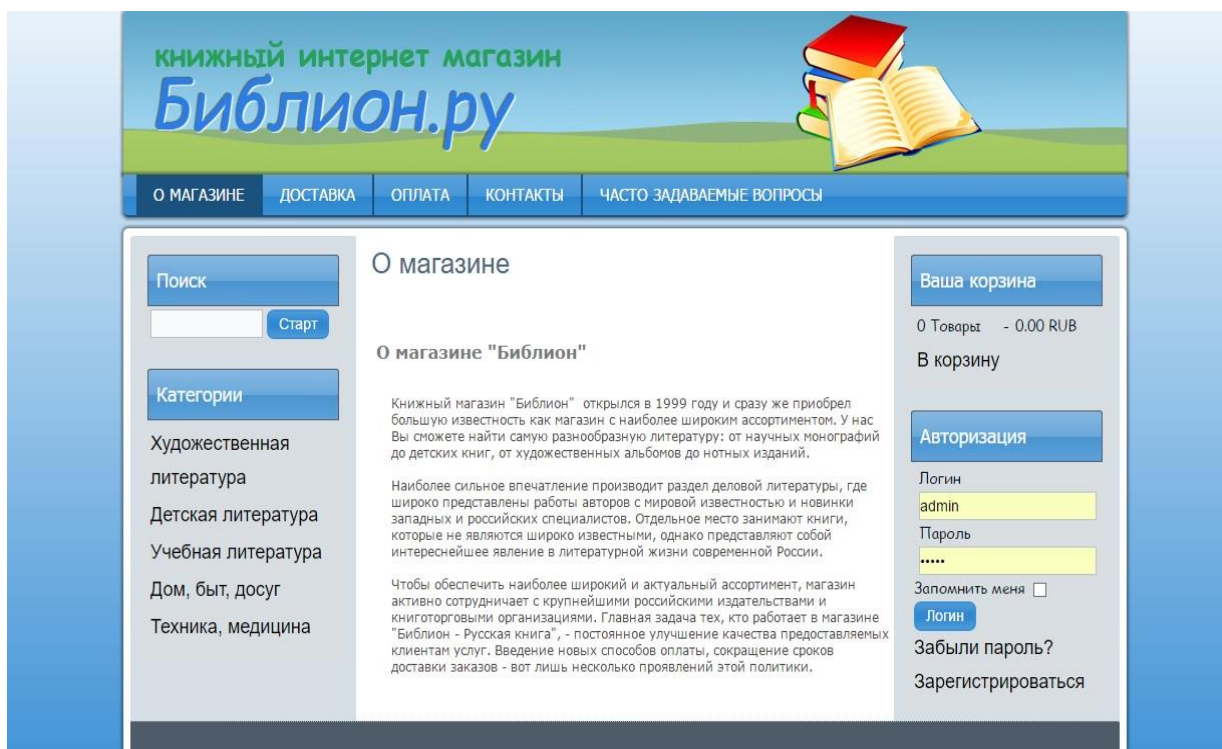 книжный интернет магазин
Библион.ру
О МАГАЗИНЕ ДОСТАВКА ОПЛАТА КОНТАКТЫ ЧАСТО ЗАДАВАЕМЫЕ ВОПРОСЫ
Поиск
Старт
Категории
Художественная
литература
Детская литература
Учебная литература
Дом, быт, досуг
Техника, медицина
О магазине
О магазине "Библион"
Книжный магазин "Библион" открылся в 1999 году и сразу же приобрел
большую известность как магазин с наиболее широким ассортиментом. У нас
Вы сможете найти самую разнообразную литературу: от научных монографий
до детских книг, от художественных альбомов до нотных изданий.
Наиболее сильное впечатление производит раздел деловой литературы, где
широко представлены работы авторов с мировой известностью и новинки
западных и российских специалистов. Отдельное место занимают книги,
которые не являются широко известными, однако представляют собой
интереснейшее явление в литературной жизни современной России.
Чтобы обеспечить наиболее широкий и актуальный ассортимент, магазин
активно сотрудничает с крупнейшими российскими издательствами и
книготорговыми организациями. Главная задача тех, кто работает в магазине
"Библион - Русская книга", - постоянное улучшение качества предоставляемых
клиентам услуг. Введение новых способов оплаты, сокращение сроков
доставки заказов - вот лишь несколько проявлений этой политики.
Ваша корзина
0 Товары - 0.00 RUB
В корзину
Авторизация
Логин
admin
Пароль
•••••
Запомнить меня
Логин
Забыли пароль?
Зарегистрироваться